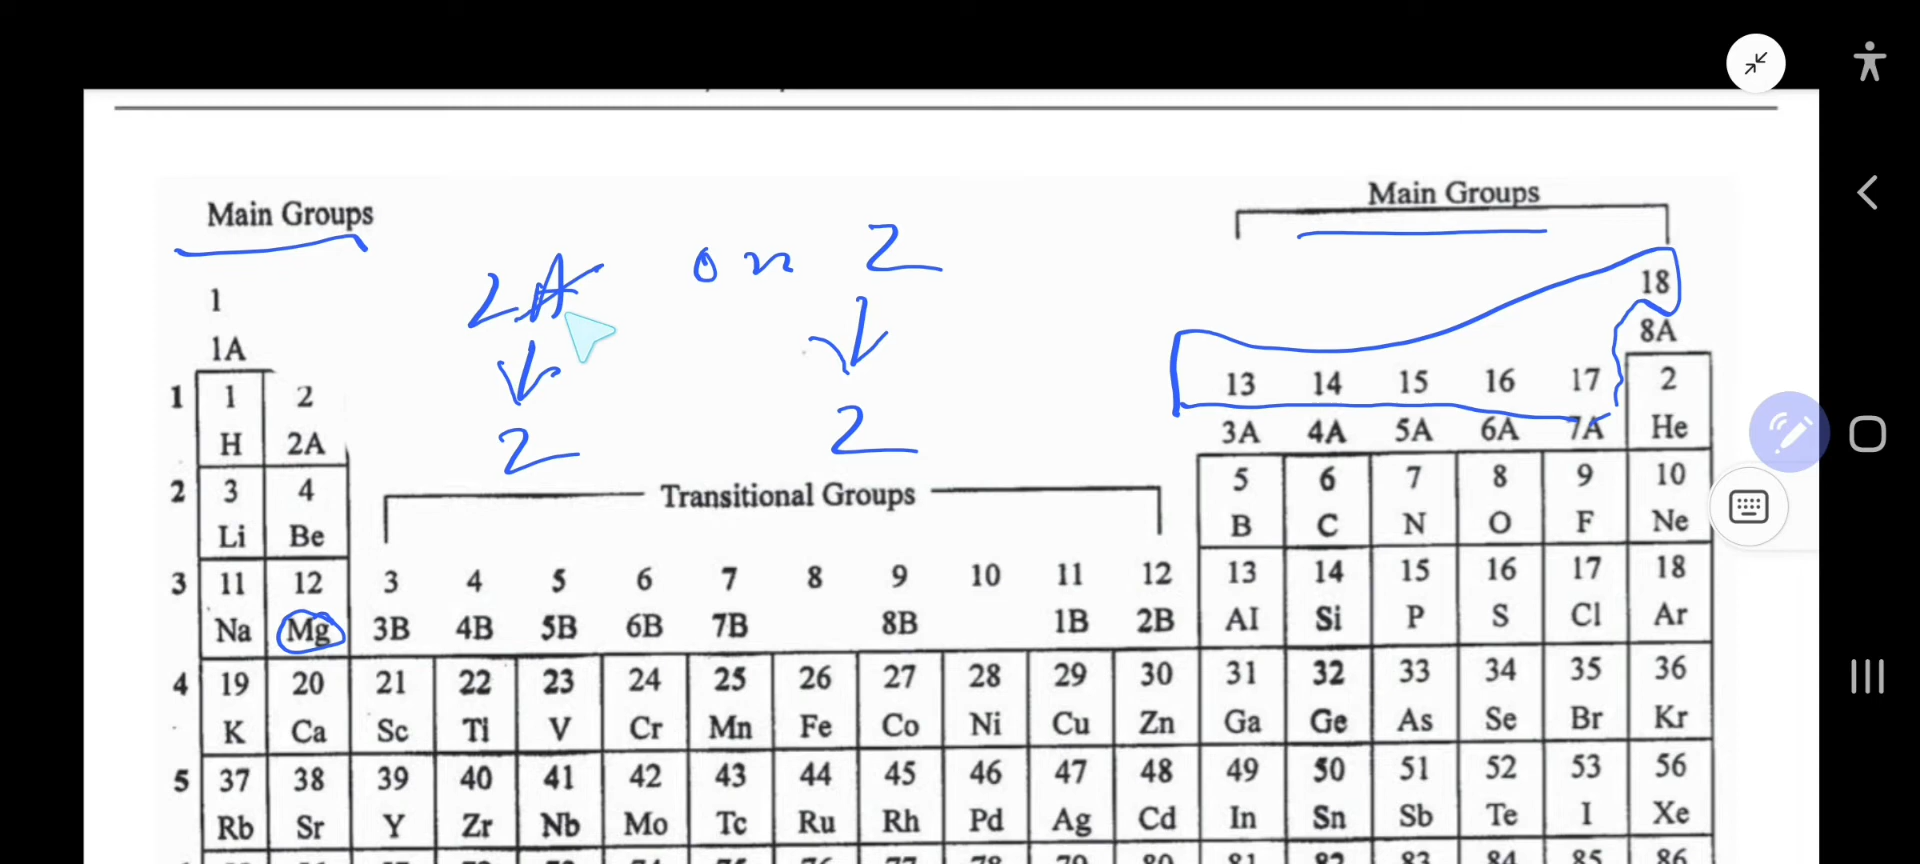 Main Groups
Main Groups
2A or 2
2
2
1
1A
18
8A
13 14 15 16 17
3A 4A 5A 6A 7A
1 1 2 2
H 2A He
Transitional Groups
2 3 4 5 6 7 8 9 10
Li Be B C N O F Ne
3 11 12 3 4 5 6 7 8 9 10 11 12 13 14 15 16 17 18
Na Mg 3B 4B 5B 6B 7B 8B 1B 2B Al Si P S Cl Ar
4 19 20 21 22 23 24 25 26 27 28 29 30 31 32 33 34 35 36
K Ca Sc Ti V Cr Mn Fe Co Ni Cu Zn Ga Ge As Se Br Kr
5 37 38 39 40 41 42 43 44 45 46 47 48 49 50 51 52 53 56
Rb Sr Y Zr Nb Mo Tc Ru Rh Pd Ag Cd In Sn Sb Te I Xe